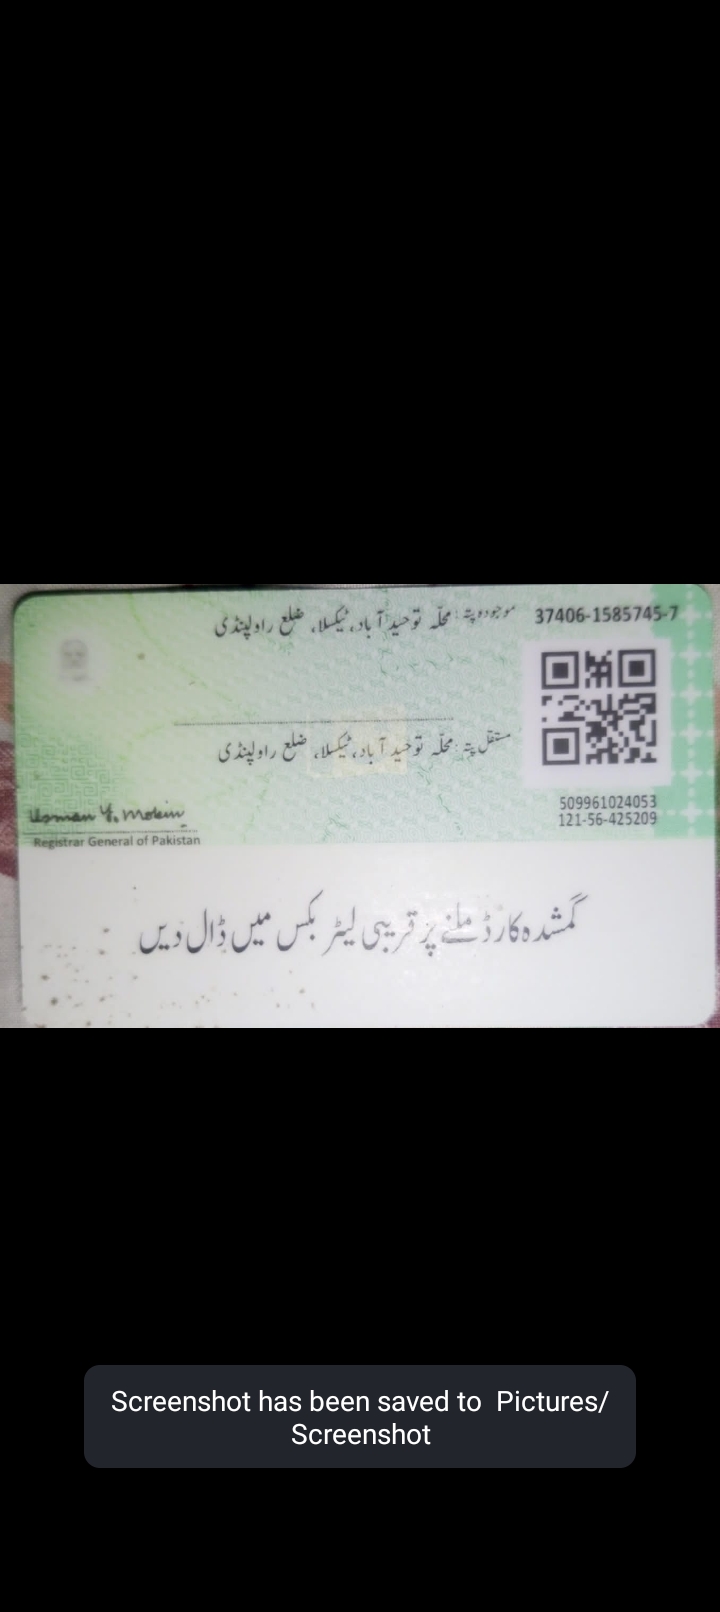 37406-1585745-7
موجودہ پتہ: محلّہ توحید آباد، ٹیکسلا، ضلع راولپنڈی
مستقل پتہ: محلّہ توحید آباد، ٹیکسلا، ضلع راولپنڈی
509961024053
121-56-425209
Usman Y. Mobin
Registrar General of Pakistan
گمشدہ کارڈ ملنے پر قریبی لیٹر بکس میں ڈال دیں
Screenshot has been saved to Pictures/
Screenshot